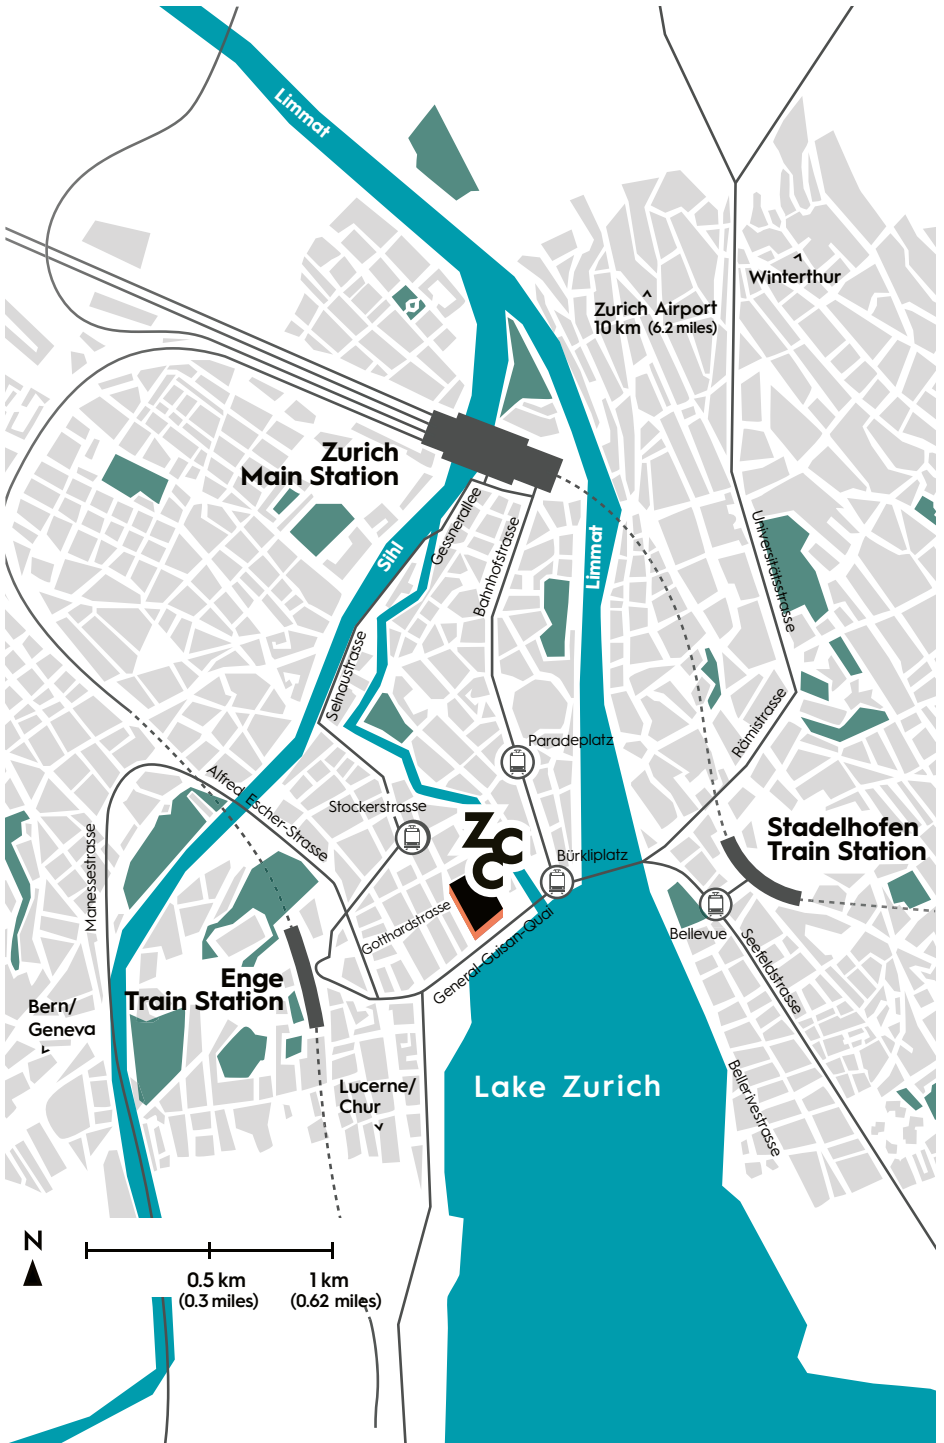 Limmat
Winterthur
Zurich Airport
10 km (6.2 miles)
Zurich
Main Station
Gessnerallee
Bahnhofstrasse
Sihl
Limmat
Universitätsstrasse
Selnaustrasse
Rämistrasse
Paradeplatz
Alfred-Escher-Strasse
Stockerstrasse
ZCC
Stadelhofen
Train Station
Bürkliplatz
Manessestrasse
Gotthardstrasse
General-Guisan-Quai
Bellevue
Seefeldstrasse
Enge
Train Station
Bern/
Geneva
Lucerne/
Chur
Lake Zurich
Bellerivestrasse
N
0.5 km
(0.3 miles)
1 km
(0.62 miles)